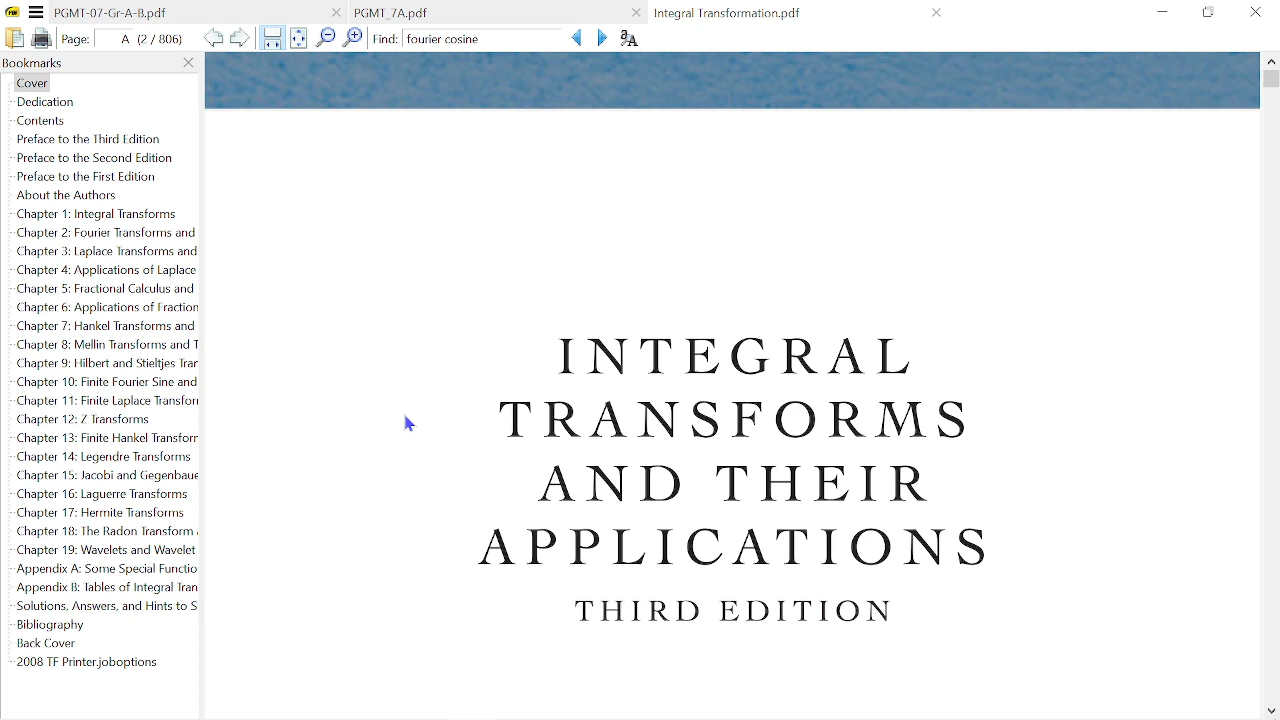 PGMT-07-Gr-A-B.pdf
PGMT_7A.pdf
Integral Transformation.pdf
Page: A (2 / 806)
Find: fourier cosine
Bookmarks
Cover
Dedication
Contents
Preface to the Third Edition
Preface to the Second Edition
Preface to the First Edition
About the Authors
Chapter 1: Integral Transforms
Chapter 2: Fourier Transforms and
Chapter 3: Laplace Transforms and
Chapter 4: Applications of Laplace
Chapter 5: Fractional Calculus and
Chapter 6: Applications of Fraction
Chapter 7: Hankel Transforms and
Chapter 8: Mellin Transforms and T
Chapter 9: Hilbert and Stieltjes Tran
Chapter 10: Finite Fourier Sine and
Chapter 11: Finite Laplace Transforn
Chapter 12: Z Transforms
Chapter 13: Finite Hankel Transforn
Chapter 14: Legendre Transforms
Chapter 15: Jacobi and Gegenbaue
Chapter 16: Laguerre Transforms
Chapter 17: Hermite Transforms
Chapter 18: The Radon Transform a
Chapter 19: Wavelets and Wavelet
Appendix A: Some Special Functio
Appendix B: Tables of Integral Tran
Solutions, Answers, and Hints to S
Bibliography
Back Cover
2008 TF Printer.joboptions
INTEGRAL
TRANSFORMS
AND THEIR
APPLICATIONS
THIRD EDITION